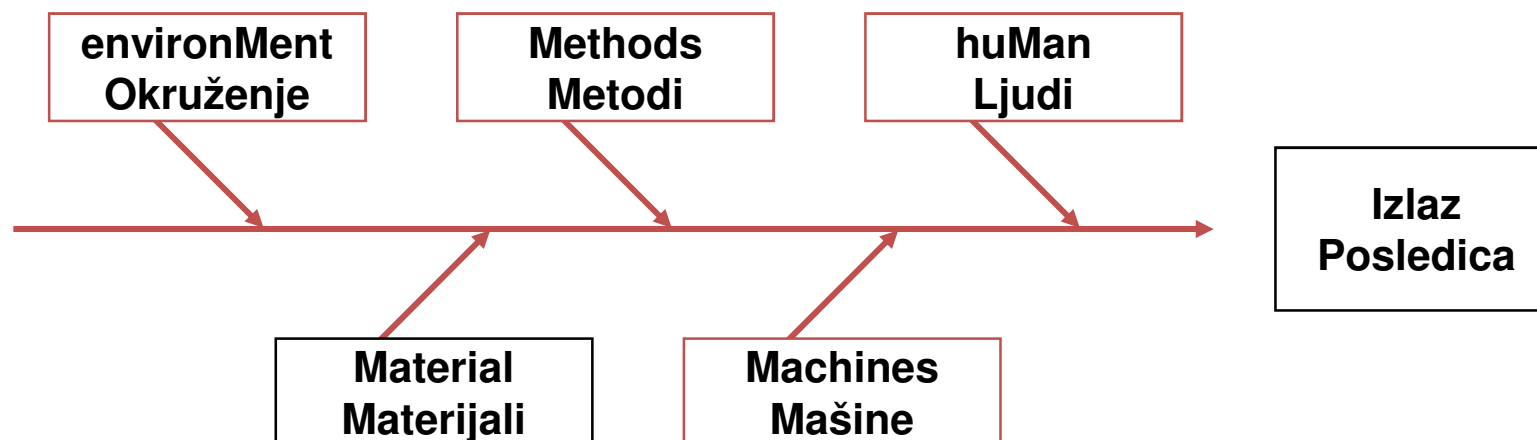 environMent
Okruženje
Methods
Metodi
huMan
Ljudi
Izlaz
Posledica
Material
Materijali
Machines
Mašine